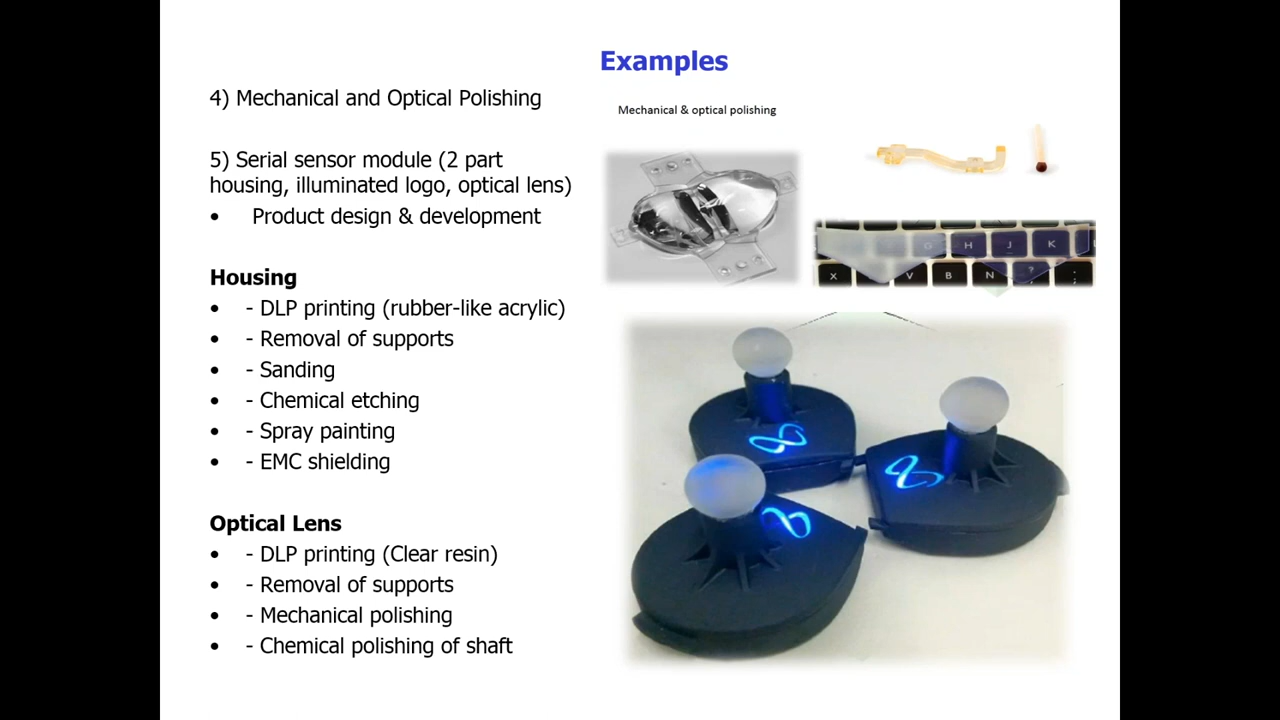 Examples
4) Mechanical and Optical Polishing
Mechanical & optical polishing
5) Serial sensor module (2 part
housing, illuminated logo, optical lens)
• Product design & development
Housing
• - DLP printing (rubber-like acrylic)
• - Removal of supports
• - Sanding
• - Chemical etching
• - Spray painting
• - EMC shielding
Optical Lens
• - DLP printing (Clear resin)
• - Removal of supports
• - Mechanical polishing
• - Chemical polishing of shaft
G H J K L
X V B N ? ;